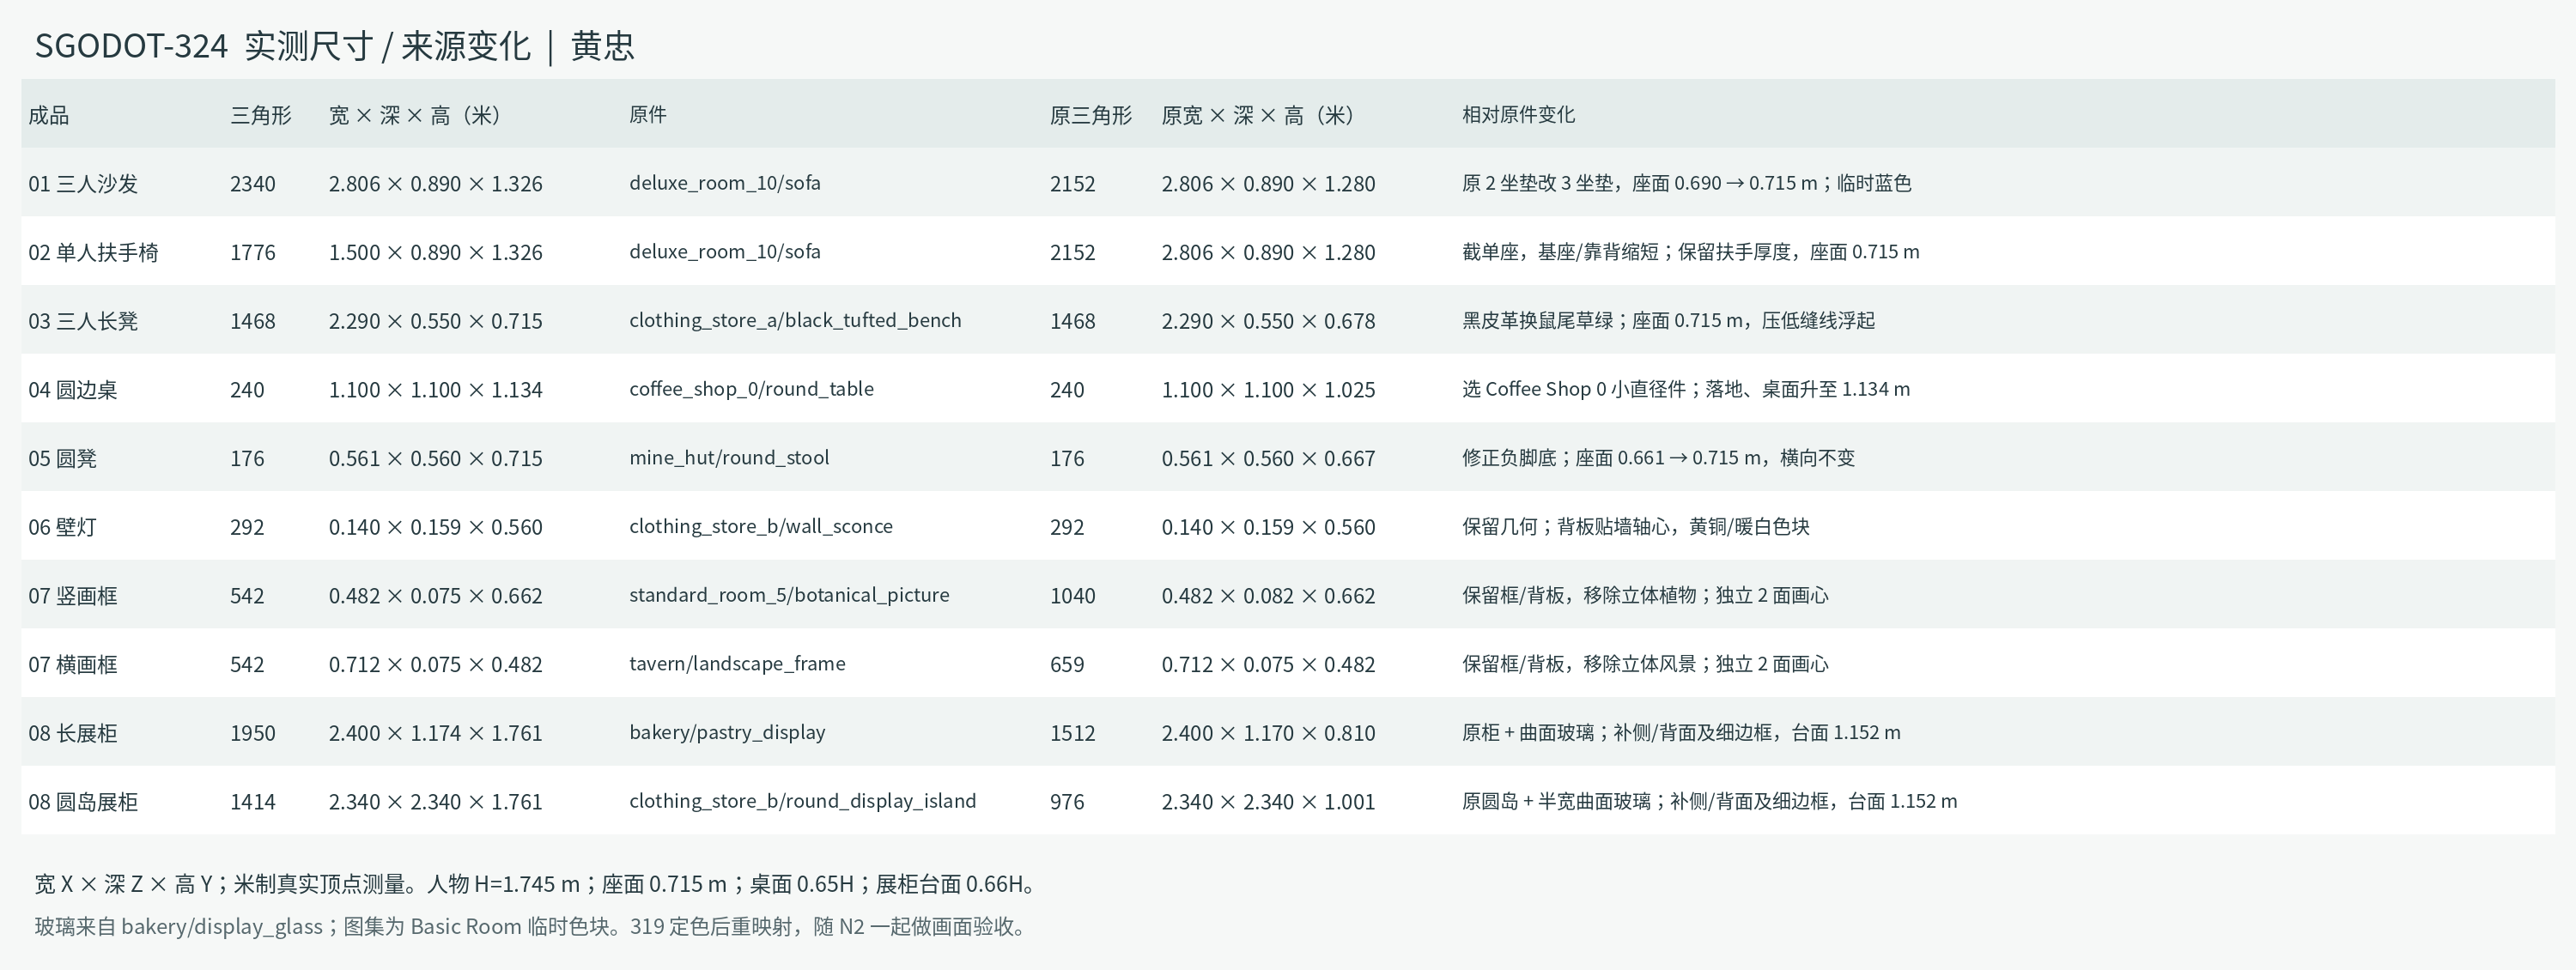 SGODOT-324 实测尺寸 / 来源变化｜黄忠
成品 三角形 宽 × 深 × 高（米） 原件 原三角形 原宽 × 深 × 高（米） 相对原件变化
01 三人沙发 2340 2.806 × 0.890 × 1.326 deluxe_room_10/sofa 2152 2.806 × 0.890 × 1.280 原 2 坐垫改 3 坐垫，座面 0.690 → 0.715 m；临时蓝色
02 单人扶手椅 1776 1.500 × 0.890 × 1.326 deluxe_room_10/sofa 2152 2.806 × 0.890 × 1.280 截单座，基座/靠背缩短；保留扶手厚度，座面 0.715 m
03 三人长凳 1468 2.290 × 0.550 × 0.715 clothing_store_a/black_tufted_bench 1468 2.290 × 0.550 × 0.678 黑皮革换鼠尾草绿；座面 0.715 m，压低缝线浮起
04 圆边桌 240 1.100 × 1.100 × 1.134 coffee_shop_0/round_table 240 1.100 × 1.100 × 1.025 选 Coffee Shop 0 小直径件；落地、桌面升至 1.134 m
05 圆凳 176 0.561 × 0.560 × 0.715 mine_hut/round_stool 176 0.561 × 0.560 × 0.667 修正负脚底；座面 0.661 → 0.715 m，横向不变
06 壁灯 292 0.140 × 0.159 × 0.560 clothing_store_b/wall_sconce 292 0.140 × 0.159 × 0.560 保留几何；背板贴墙轴心，黄铜/暖白色块
07 竖画框 542 0.482 × 0.075 × 0.662 standard_room_5/botanical_picture 1040 0.482 × 0.082 × 0.662 保留框/背板，移除立体植物；独立 2 面画心
07 横画框 542 0.712 × 0.075 × 0.482 tavern/landscape_frame 659 0.712 × 0.075 × 0.482 保留框/背板，移除立体风景；独立 2 面画心
08 长展柜 1950 2.400 × 1.174 × 1.761 bakery/pastry_display 1512 2.400 × 1.170 × 0.810 原柜 + 曲面玻璃；补侧/背面及细边框，台面 1.152 m
08 圆岛展柜 1414 2.340 × 2.340 × 1.761 clothing_store_b/round_display_island 976 2.340 × 2.340 × 1.001 原圆岛 + 半宽曲面玻璃；补侧/背面及细边框，台面 1.152 m
宽 X × 深 Z × 高 Y；米制真实顶点测量。人物 H=1.745 m；座面 0.715 m；桌面 0.65H；展柜台面 0.66H。
玻璃来自 bakery/display_glass；图集为 Basic Room 临时色块。319 定色后重映射，随 N2 一起做画面验收。